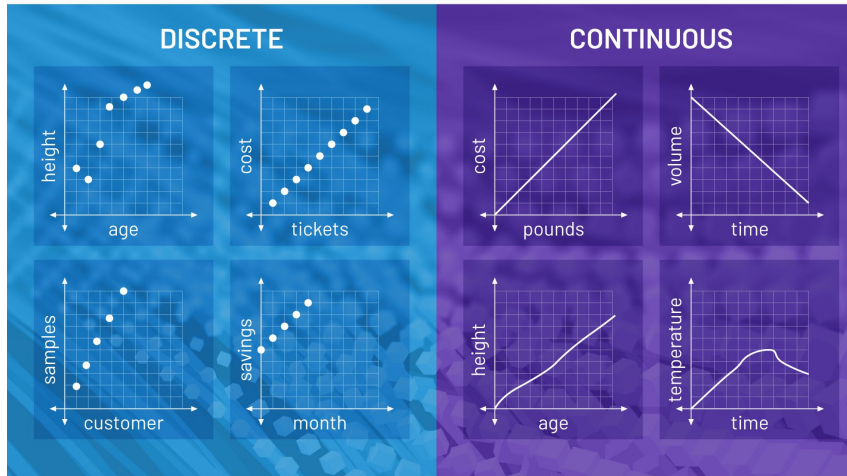 DISCRETE
height
age
cost
tickets
samples
customer
savings
month
CONTINUOUS
cost
pounds
volume
time
height
age
temperature
time